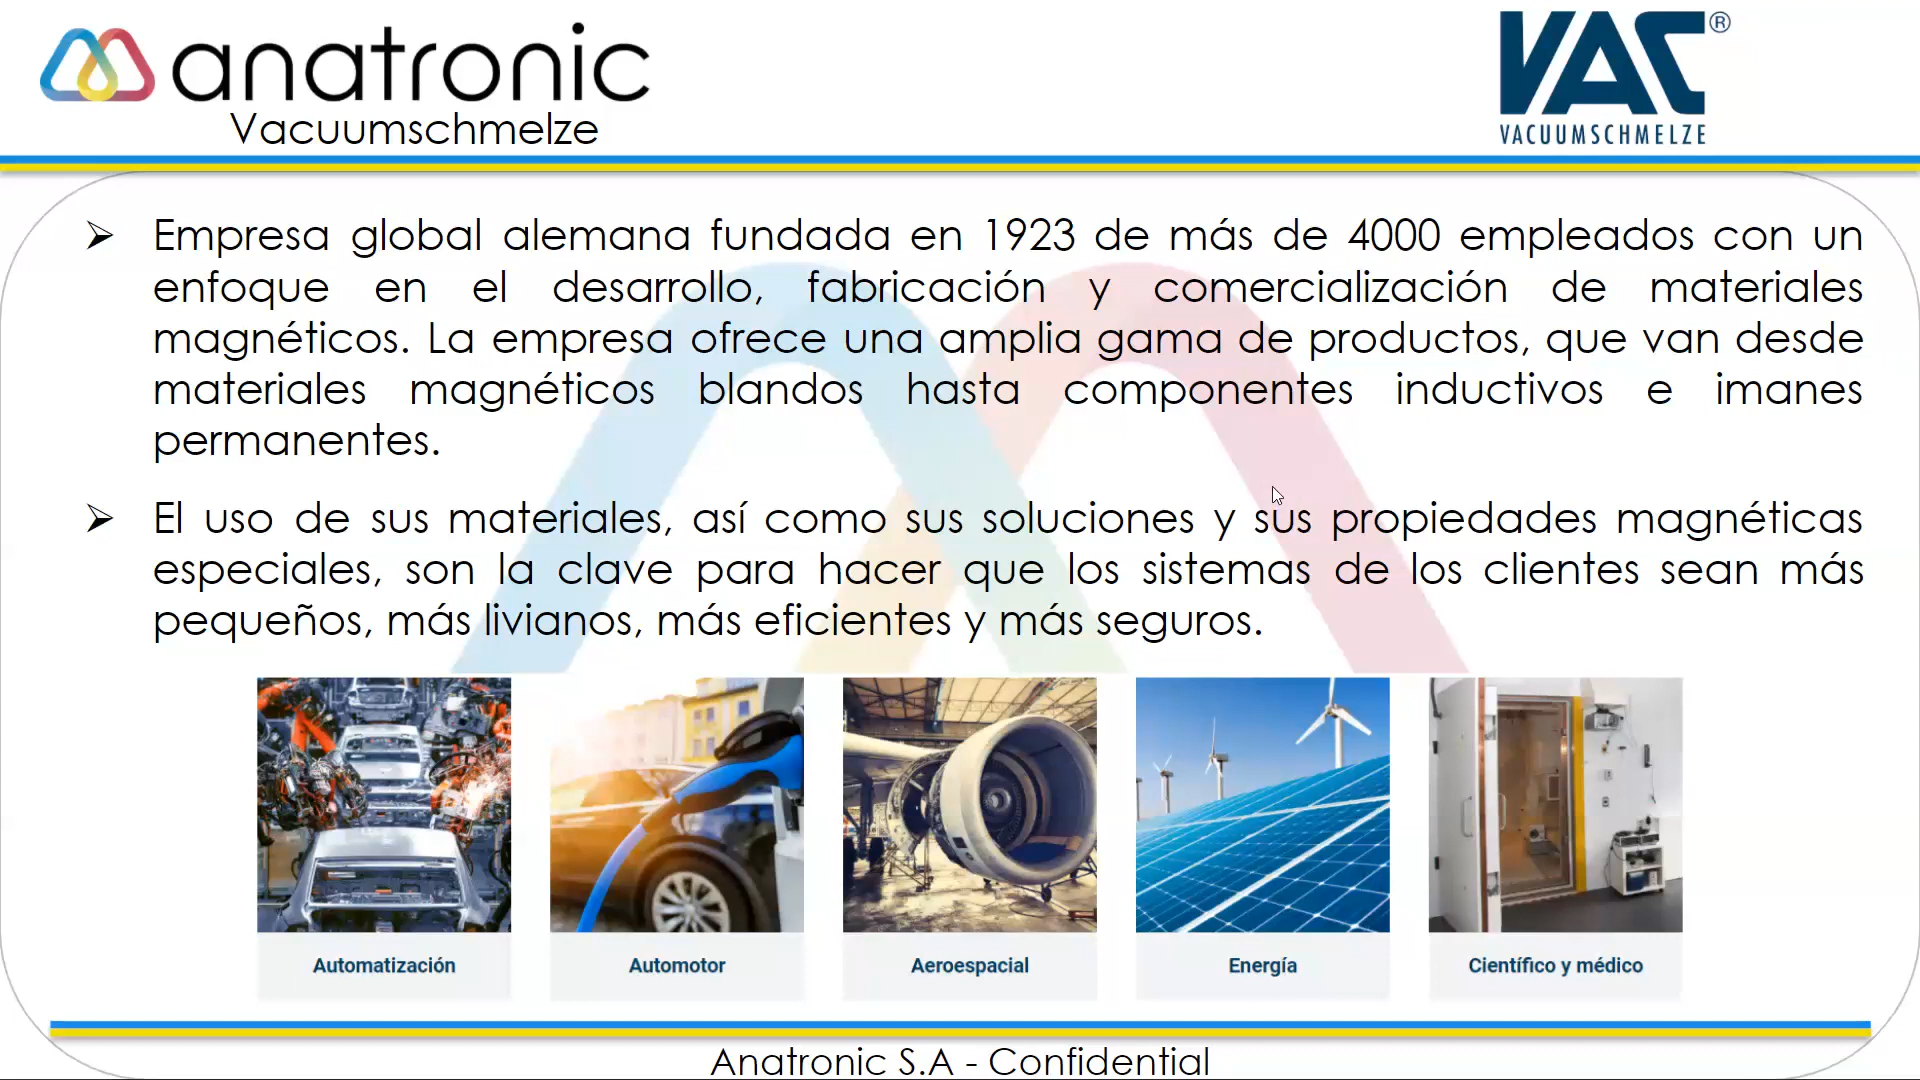 anatronic
Vacuumschmelze
VAC®
VACUUMSCHMELZE
Empresa global alemana fundada en 1923 de más de 4000 empleados con un
enfoque en el desarrollo, fabricación y comercialización de materiales
magnéticos. La empresa ofrece una amplia gama de productos, que van desde
materiales magnéticos blandos hasta componentes inductivos e imanes
permanentes.
El uso de sus materiales, así como sus soluciones y sus propiedades magnéticas
especiales, son la clave para hacer que los sistemas de los clientes sean más
pequeños, más livianos, más eficientes y más seguros.
Automatización
Automotor
Aeroespacial
Energía
Científico y médico
Anatronic S.A - Confidential